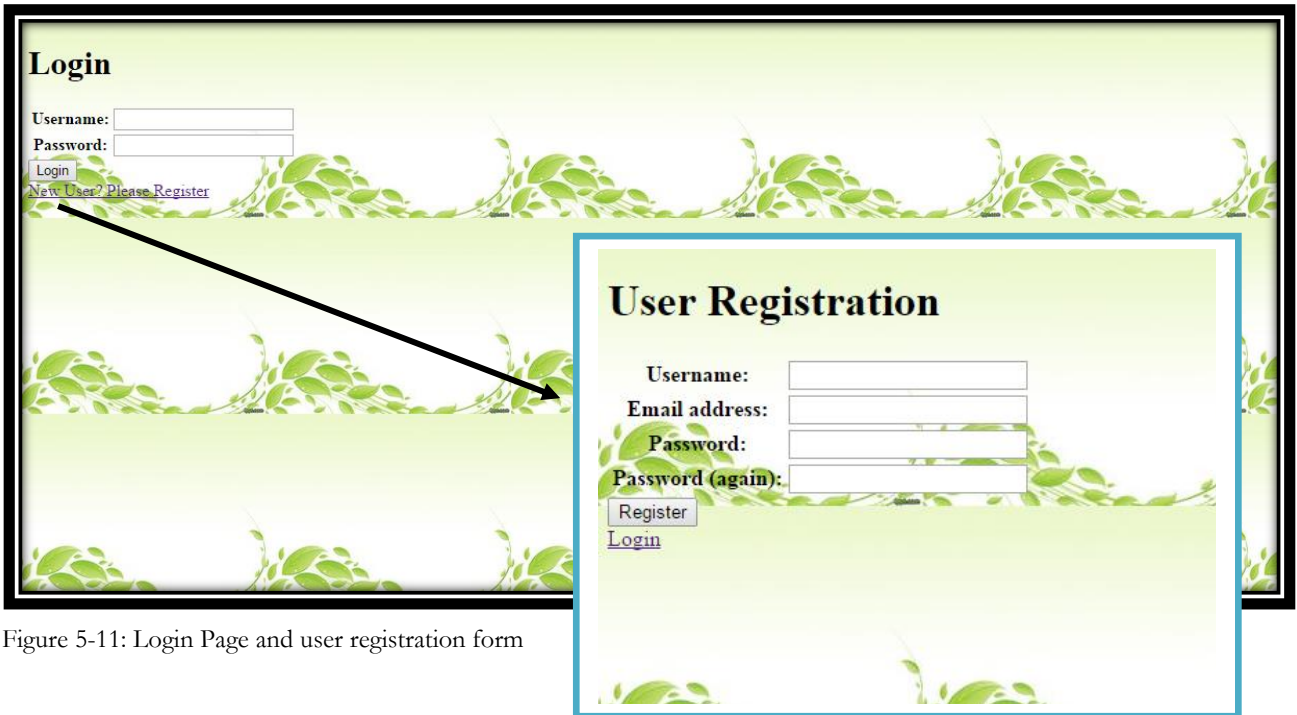 Login
Username:
Password:
Login
New User? Please Register
User Registration
Username:
Email address:
Password:
Password (again):
Register
Login
Figure 5-11: Login Page and user registration form